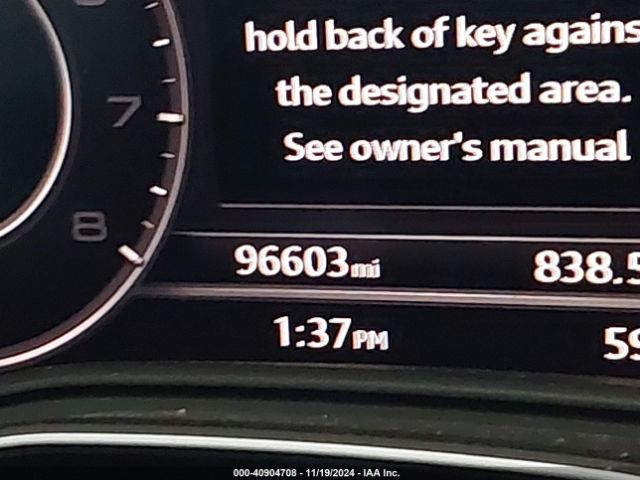 hold back of key agains
the designated area.
See owner's manual
7
8
96603mi 838.5
1:37PM 59
000-40904708 - 11/19/2024 - IAA Inc.